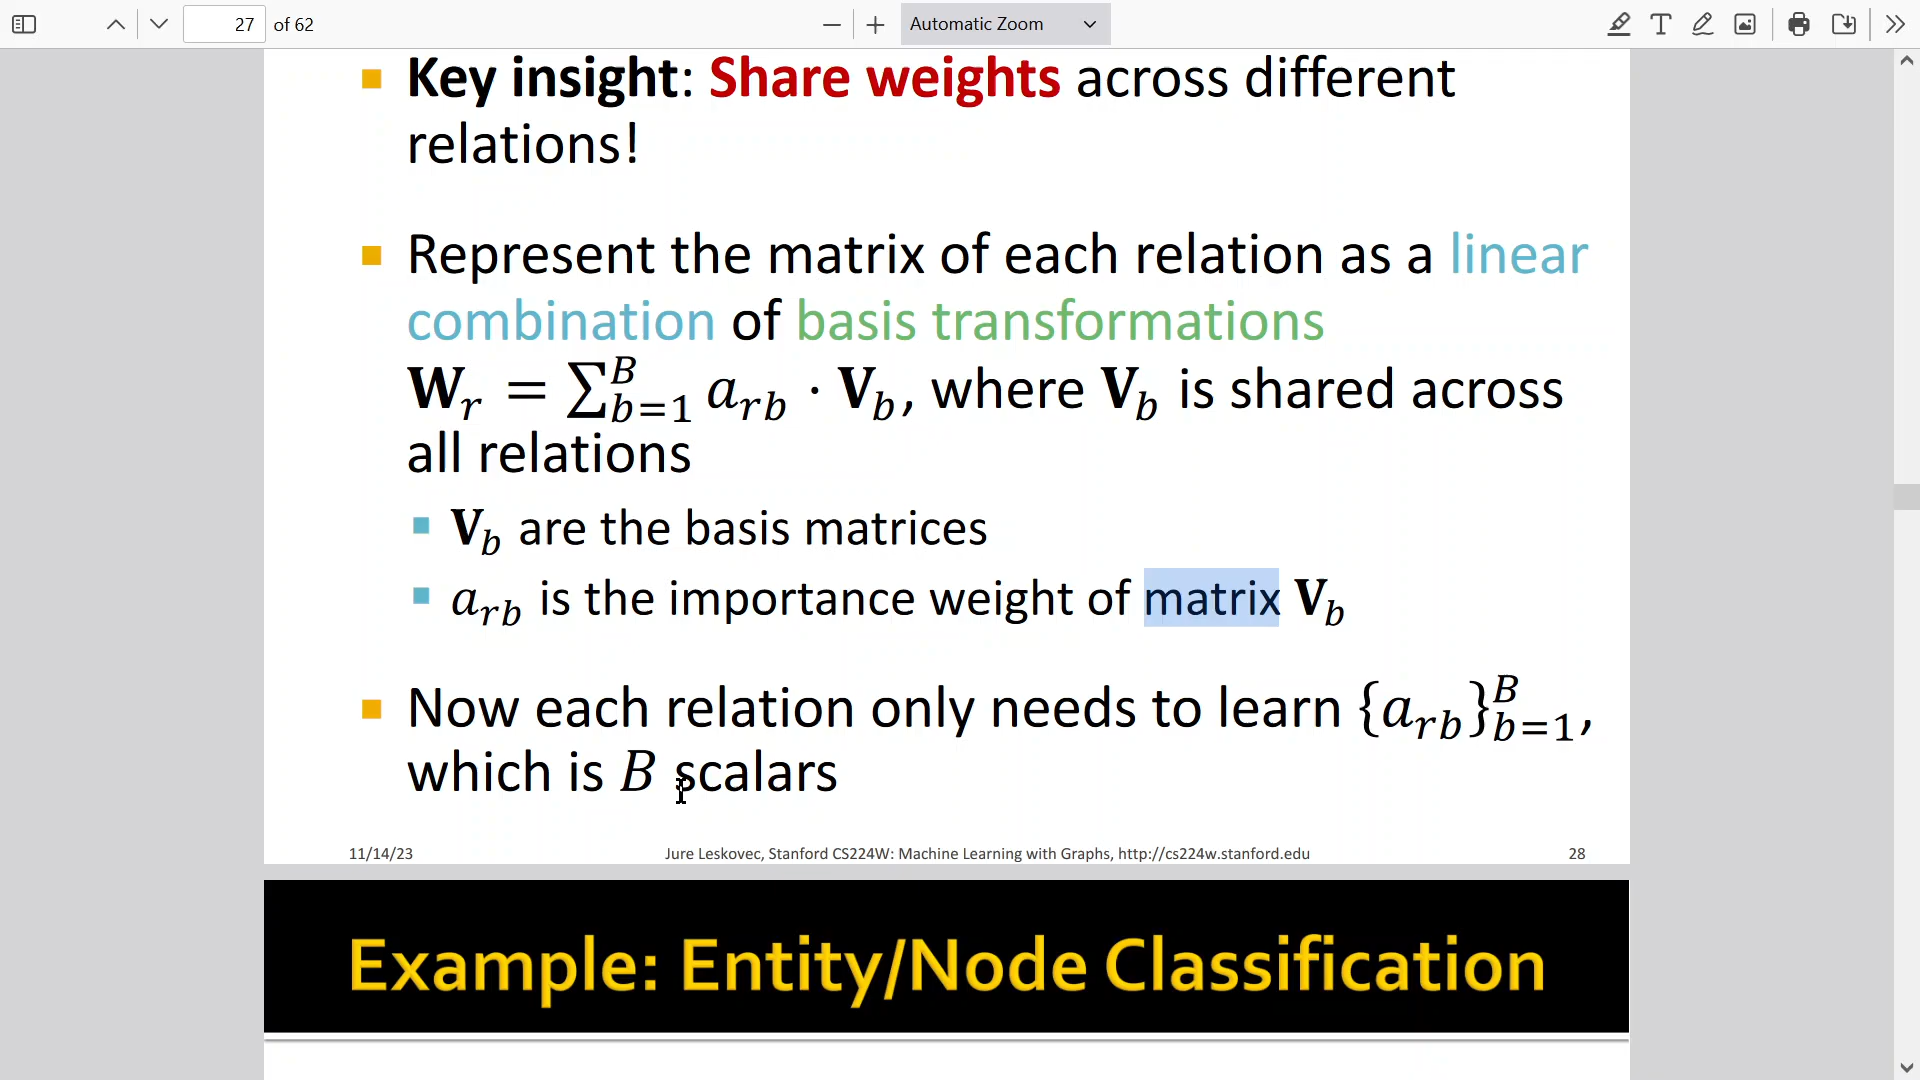 27 of 62 Automatic Zoom
Key insight: Share weights across different
relations!
Represent the matrix of each relation as a linear
combination of basis transformations
𝐖_𝑟 = ∑_{𝑏=1}^{𝐵} 𝑎_{𝑟𝑏} · 𝐕_𝑏, where 𝐕_𝑏 is shared across
all relations
𝐕_𝑏 are the basis matrices
𝑎_{𝑟𝑏} is the importance weight of matrix 𝐕_𝑏
Now each relation only needs to learn {𝑎_{𝑟𝑏}}_{𝑏=1}^{𝐵},
which is 𝐵 scalars
11/14/23 Jure Leskovec, Stanford CS224W: Machine Learning with Graphs, http://cs224w.stanford.edu 28
Example: Entity/Node Classification